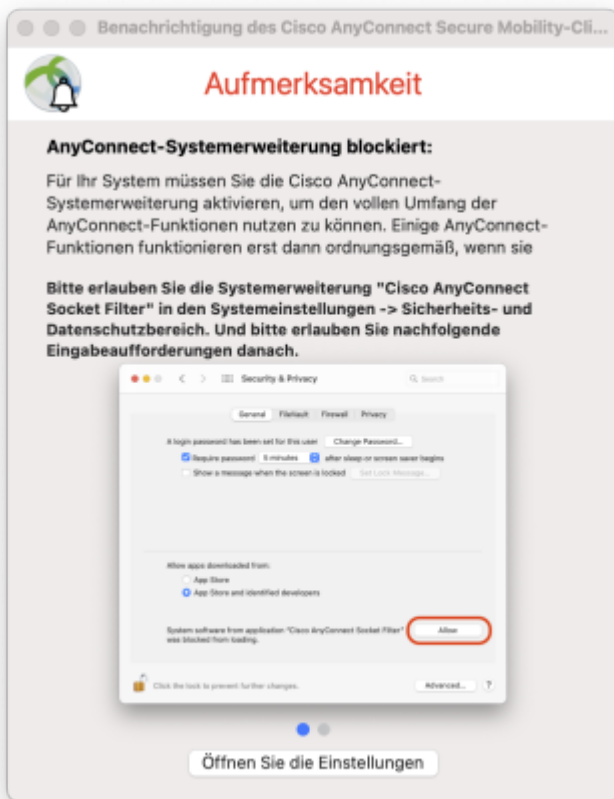 Benachrichtigung des Cisco AnyConnect Secure Mobility-Cli...
Aufmerksamkeit
AnyConnect-Systemerweiterung blockiert:
Für Ihr System müssen Sie die Cisco AnyConnect-
Systemerweiterung aktivieren, um den vollen Umfang der
AnyConnect-Funktionen nutzen zu können. Einige AnyConnect-
Funktionen funktionieren erst dann ordnungsgemäß, wenn sie
Bitte erlauben Sie die Systemerweiterung "Cisco AnyConnect
Socket Filter" in den Systemeinstellungen -> Sicherheits- und
Datenschutzbereich. Und bitte erlauben Sie nachfolgende
Eingabeaufforderungen danach.
Security & Privacy
Search
General FileVault Firewall Privacy
A login password has been set for this user Change Password...
Require password 5 minutes after sleep or screen saver begins
Show a message when the screen is locked Set Lock Message...
Allow apps downloaded from:
App Store
App Store and identified developers
System software from application "Cisco AnyConnect Socket Filter" Allow
was blocked from loading.
Click the lock to prevent further changes. Advanced... ?
Öffnen Sie die Einstellungen